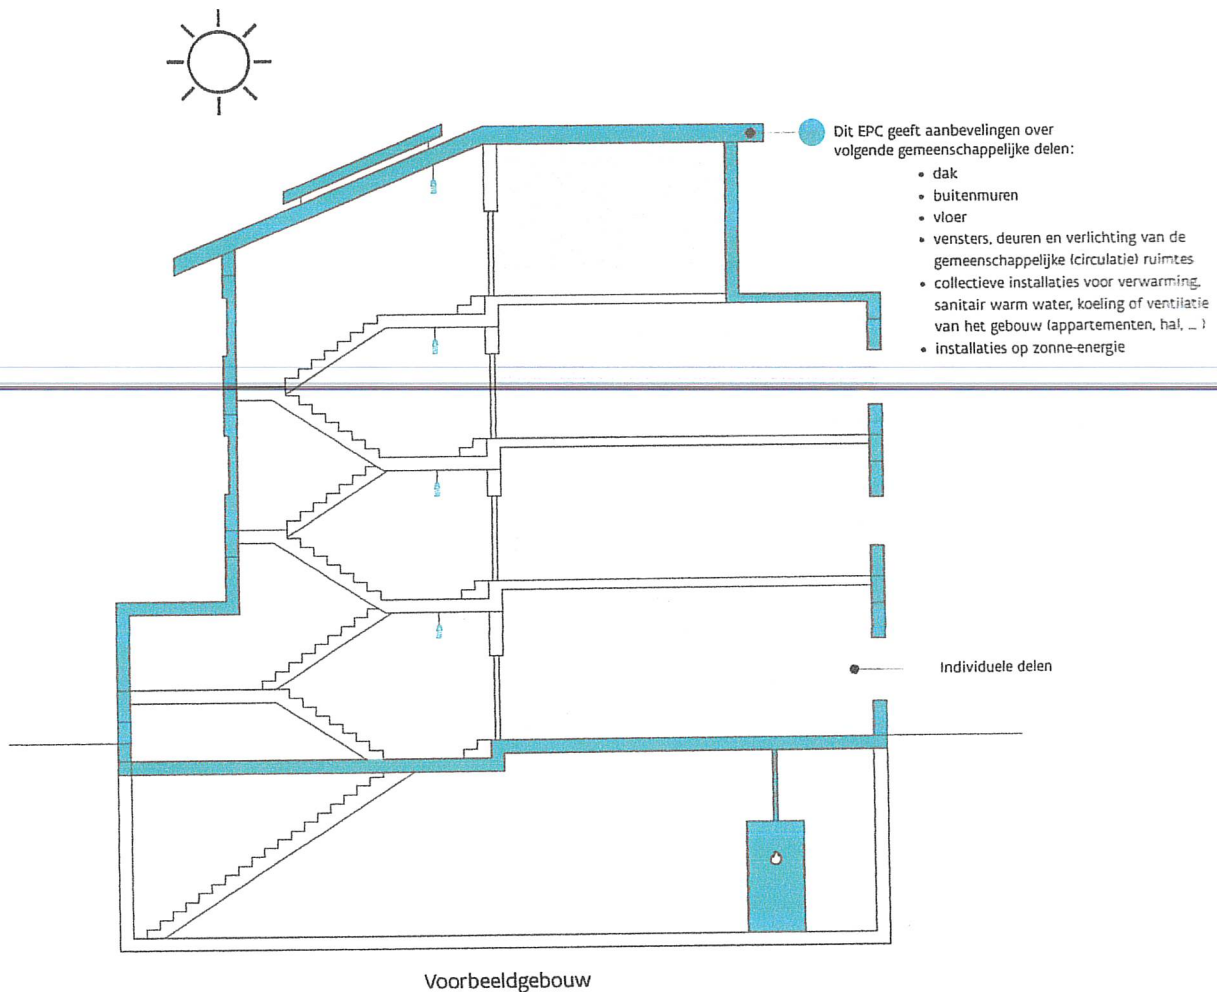 Dit EPC geeft aanbevelingen over
volgende gemeenschappelijke delen:
• dak
• buitenmuren
• vloer
• vensters, deuren en verlichting van de
gemeenschappelijke (circulatie) ruimtes
• collectieve installaties voor verwarming,
sanitair warm water, koeling of ventilatie
van het gebouw (appartementen, hal, ... )
• installaties op zonne-energie
Individuele delen
Voorbeeldgebouw